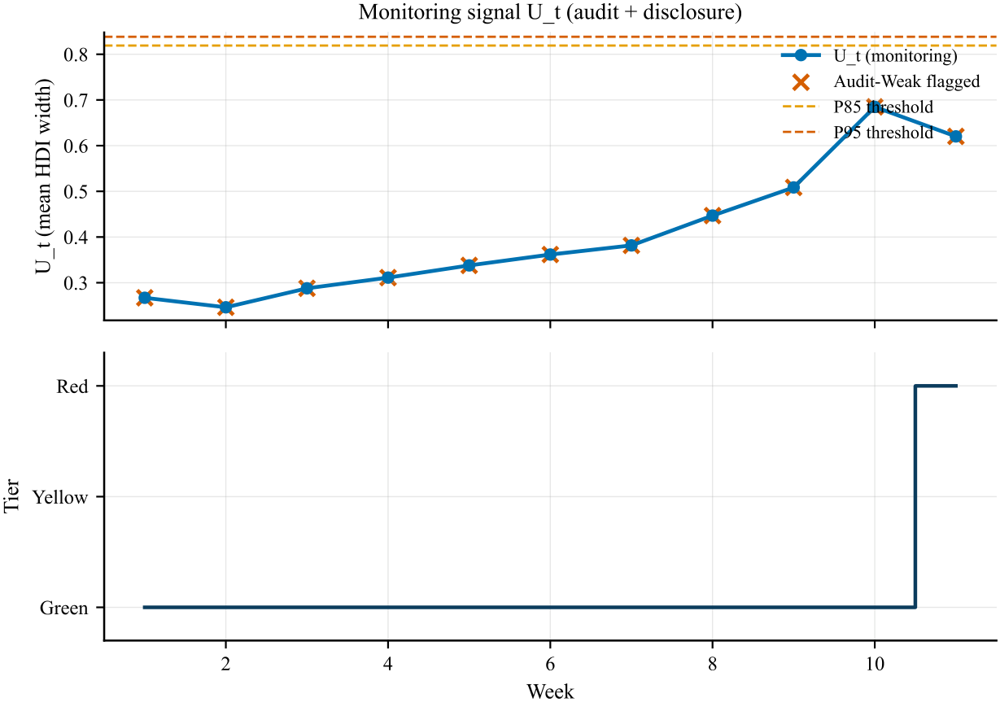 Monitoring signal U_t (audit + disclosure)
U_t (mean HDI width)
0.8
0.7
0.6
0.5
0.4
0.3
U_t (monitoring)
Audit-Weak flagged
P85 threshold
P95 threshold
Tier
Red
Yellow
Green
2
4
6
8
10
Week